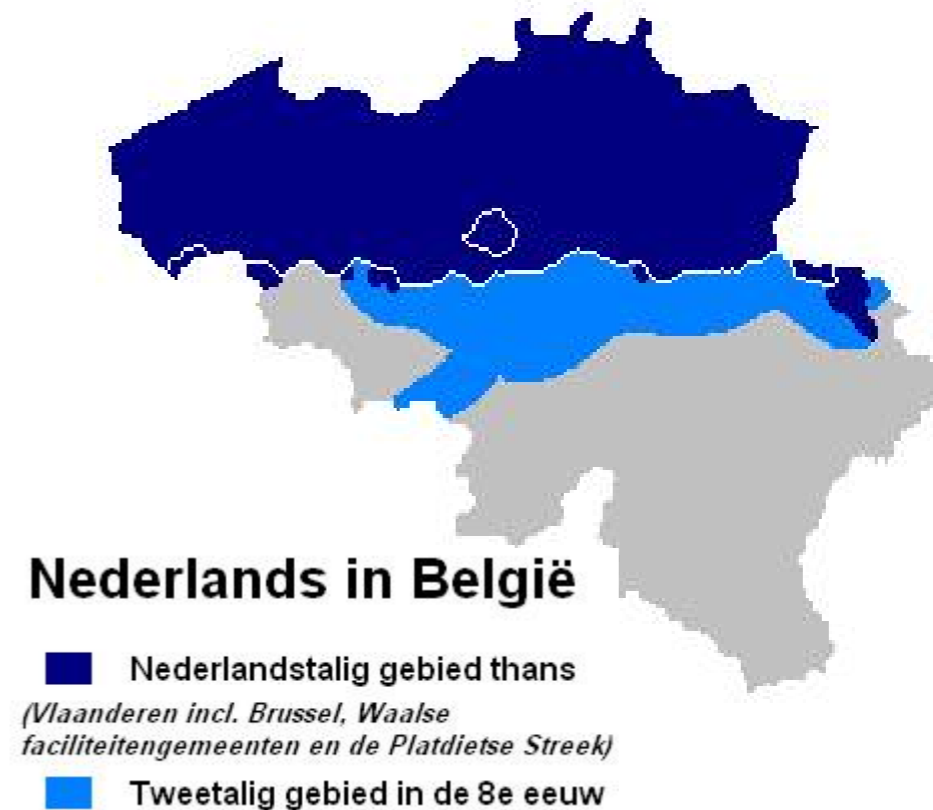 Nederlands in België
Nederlandstalig gebied thans
(Vlaanderen incl. Brussel, Waalse
faciliteitengemeenten en de Platdietse Streek)
Tweetalig gebied in de 8e eeuw